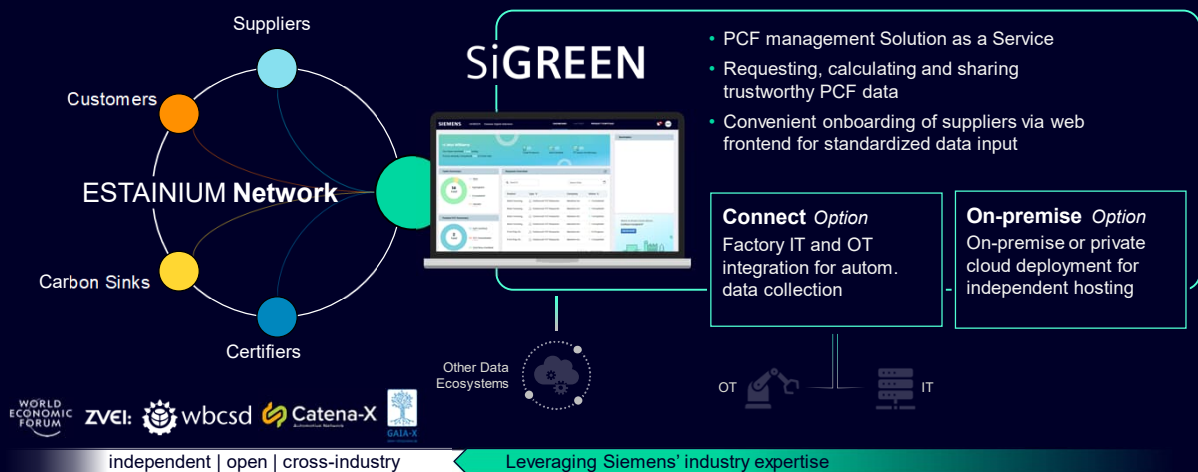 Suppliers
Customers
ESTAINIUM Network
Carbon Sinks
Certifiers
SiGREEN
SIEMENS
• PCF management Solution as a Service
• Requesting, calculating and sharing
trustworthy PCF data
• Convenient onboarding of suppliers via web
frontend for standardized data input
Connect Option
Factory IT and OT
integration for autom.
data collection
On-premise Option
On-premise or private
cloud deployment for
independent hosting
Other Data
Ecosystems
OT
IT
WORLD
ECONOMIC
FORUM
ZVEI:
wbcsd
Catena-X
Automotive Network
GAIA-X
independent | open | cross-industry
Leveraging Siemens' industry expertise